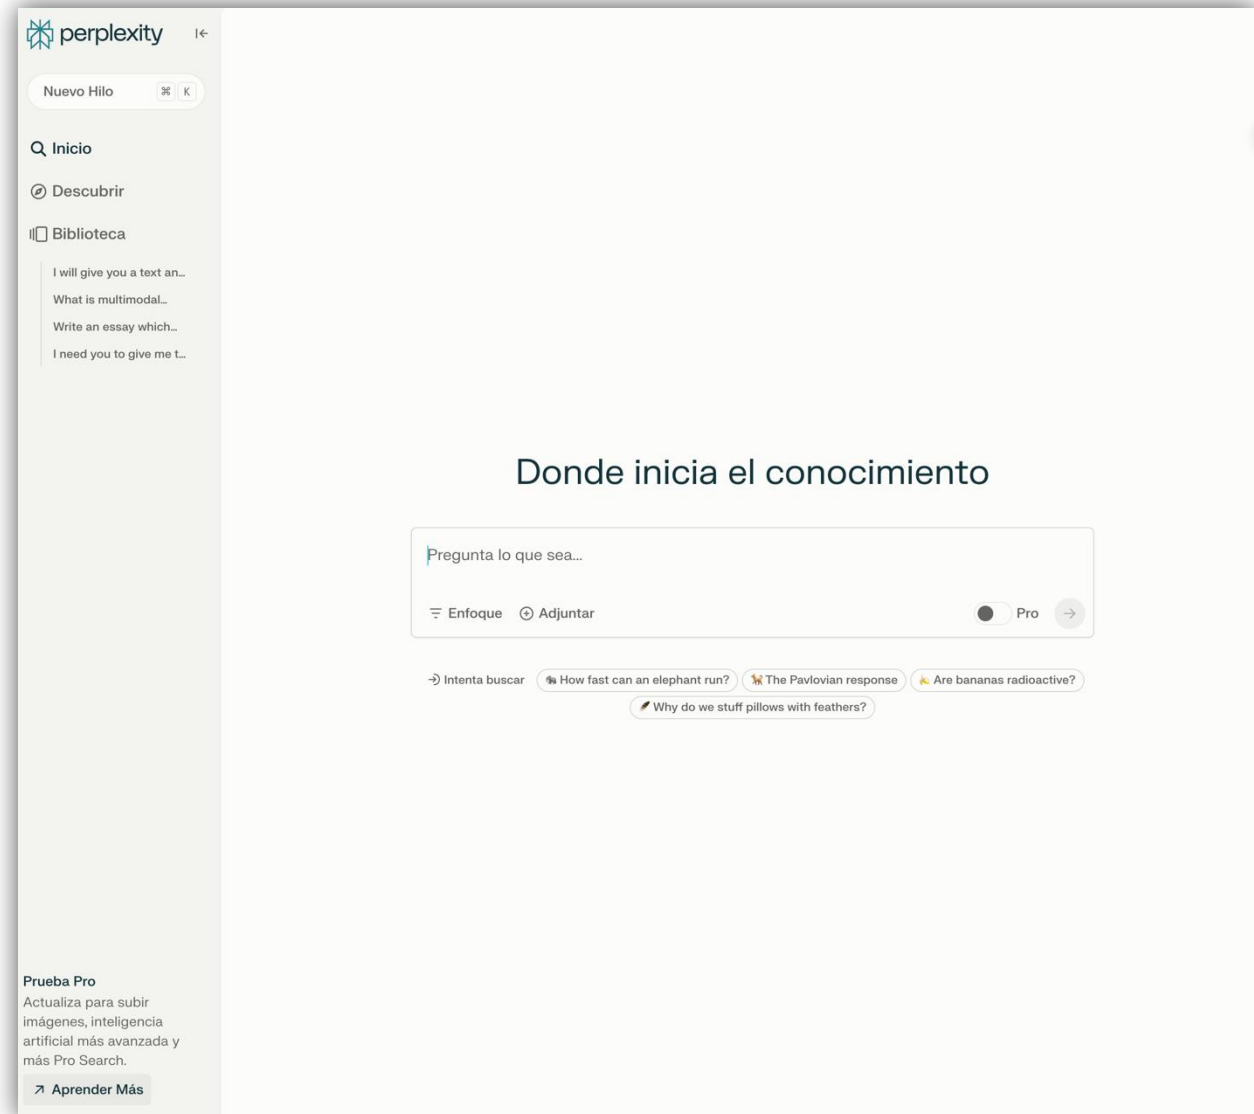 perplexity
Nuevo Hilo ⌘ K
Inicio
Descubrir
Biblioteca
I will give you a text an...
What is multimodal...
Write an essay which...
I need you to give me t...
Donde inicia el conocimiento
Pregunta lo que sea...
Enfoque Adjuntar Pro
Intenta buscar How fast can an elephant run? The Pavlovian response Are bananas radioactive?
Why do we stuff pillows with feathers?
Prueba Pro
Actualiza para subir
imágenes, inteligencia
artificial más avanzada y
más Pro Search.
Aprender Más